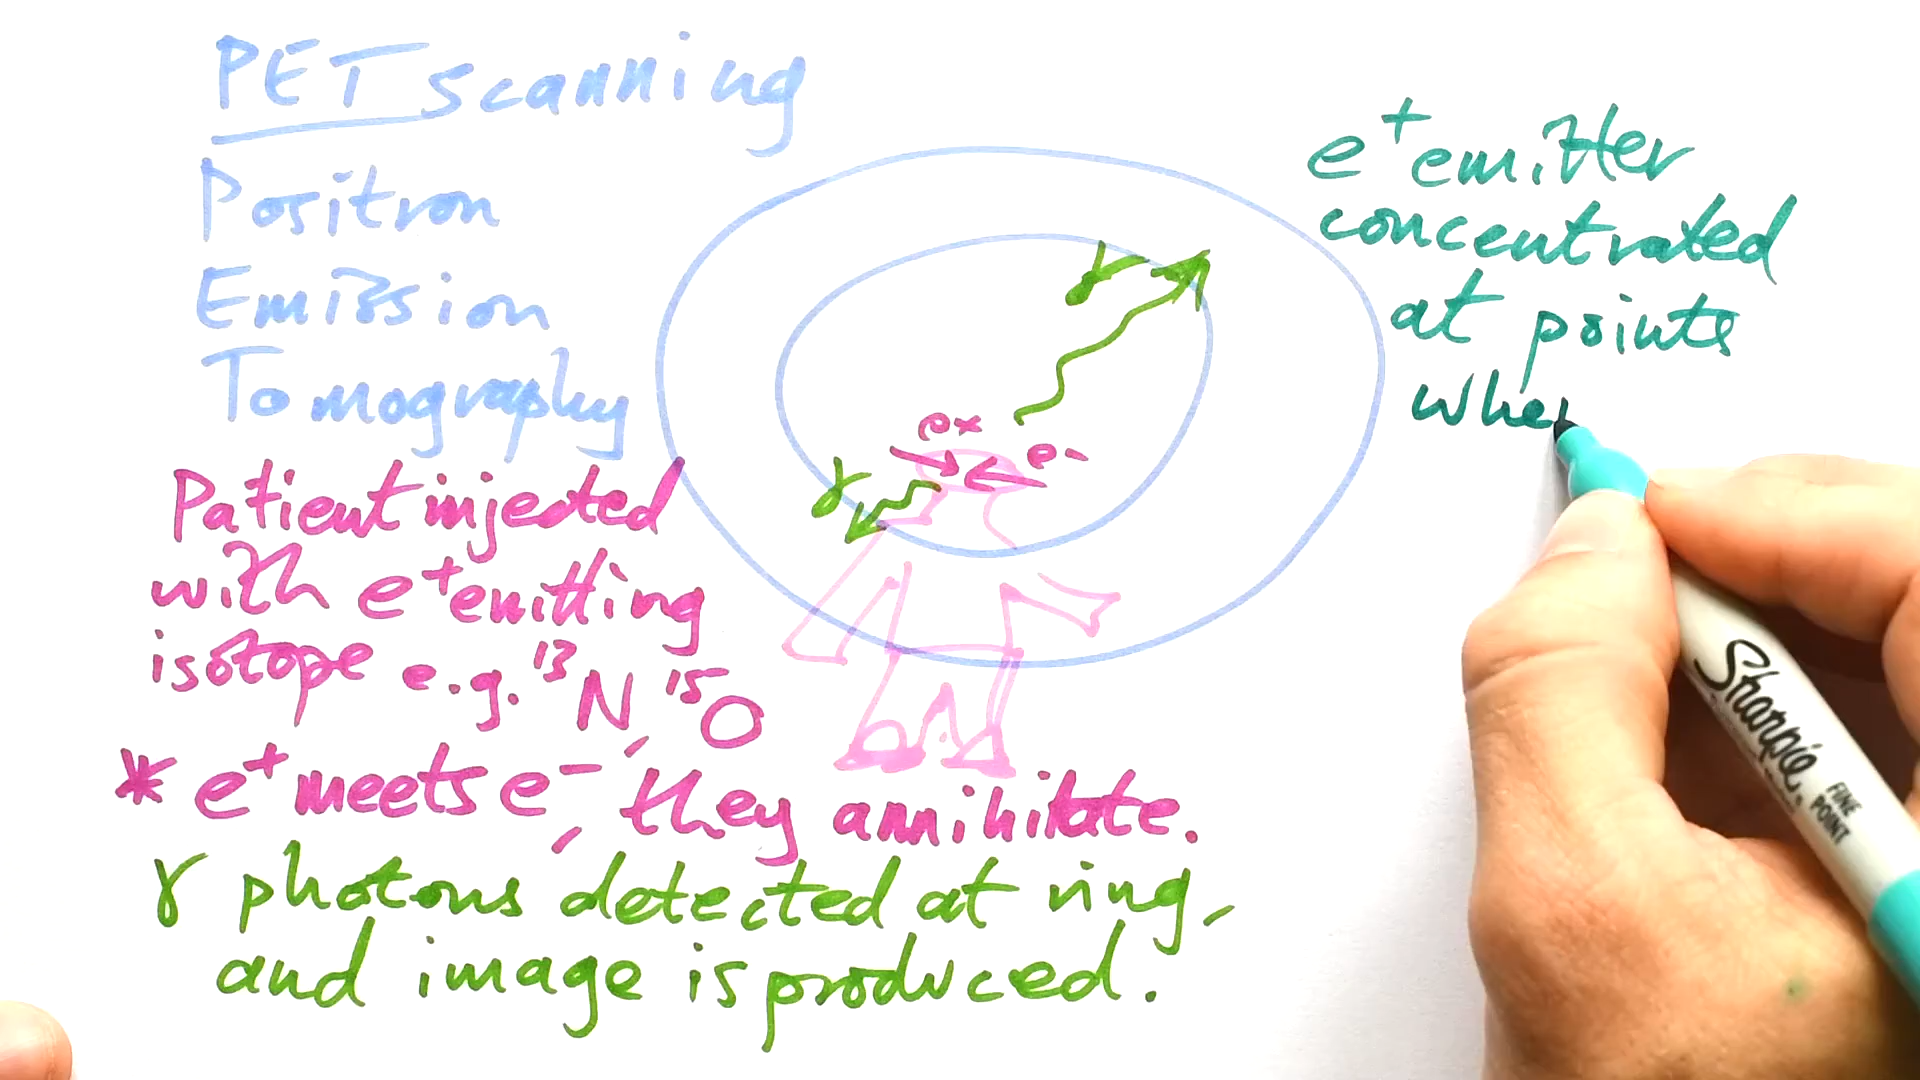 PET scanning
Positron
Emission
Tomography
Patient injected
with e⁺ emitting
isotope e.g. ¹³N, ¹⁵O
* e⁺ meets e⁻, they annihilate.
γ photons detected at ring,
and image is produced.
γ
e+
e-
γ
e⁺ emitter
concentrated
at points
wher
Sharpie.
FINE
POINT